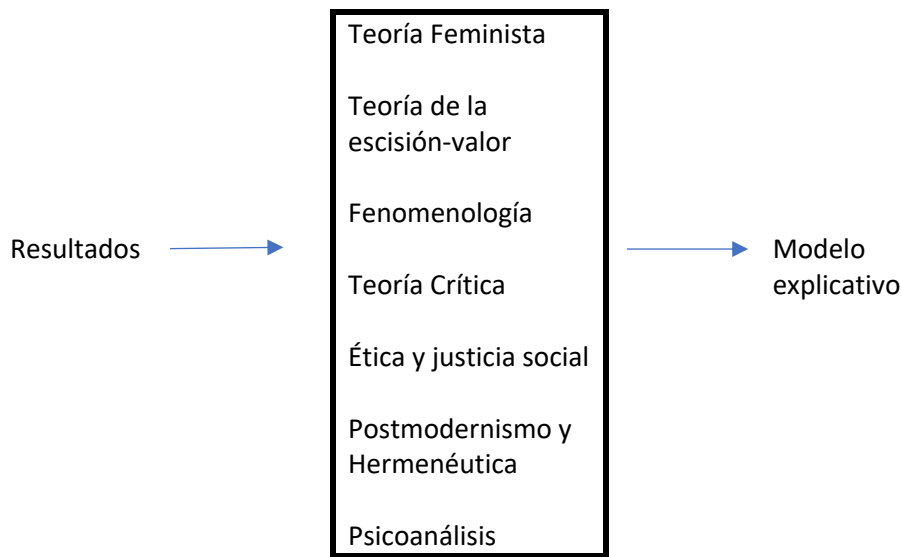 Resultados
Teoría Feminista
Teoría de la
escisión-valor
Fenomenología
Teoría Crítica
Ética y justicia social
Postmodernismo y
Hermenéutica
Psicoanálisis
Modelo
explicativo